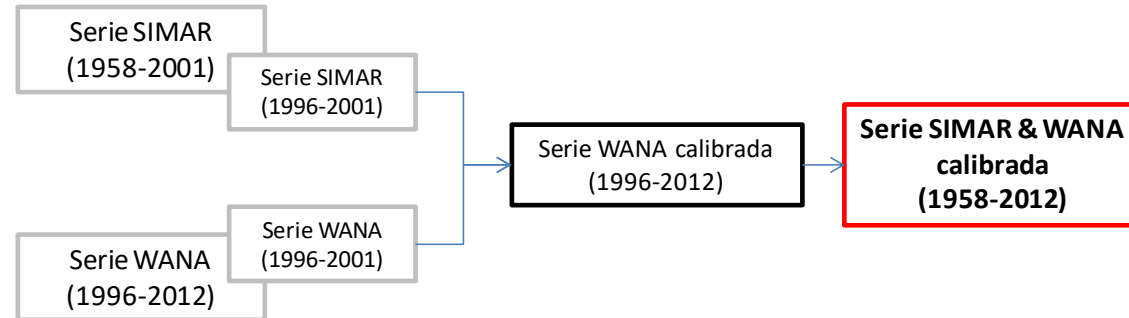 Serie SIMAR
(1958-2001)
Serie SIMAR
(1996-2001)
Serie WANA
(1996-2001)
Serie WANA
(1996-2012)
Serie WANA calibrada
(1996-2012)
Serie SIMAR & WANA
calibrada
(1958-2012)